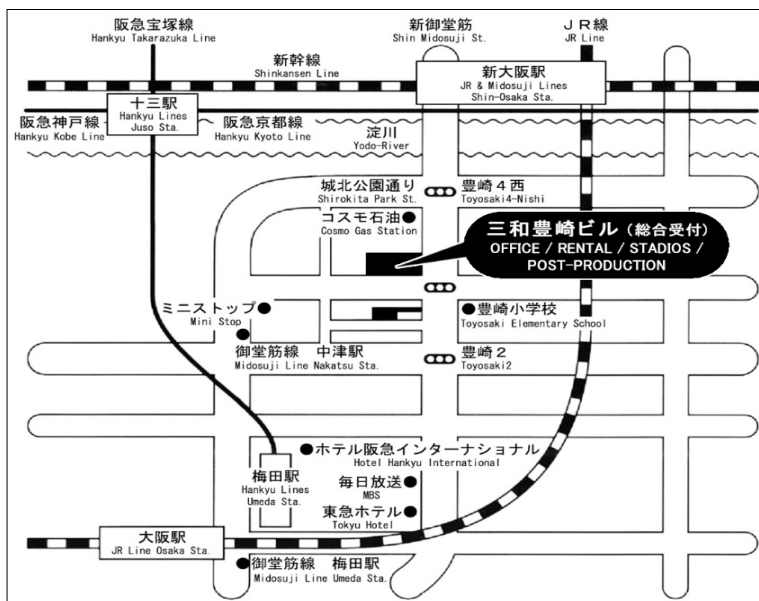 阪急宝塚線
Hankyu Takarazuka Line
新御堂筋
Shin Midosuji St.
JR線
JR Line
新幹線
Shinkansen Line
新大阪駅
JR & Midosuji Lines
Shin-Osaka Sta.
十三駅
Hankyu Lines
Juso Sta.
阪急神戸線
Hankyu Kobe Line
阪急京都線
Hankyu Kyoto Line
淀川
Yodo-River
城北公園通り
Shirokita Park St.
豊崎4西
Toyosaki4-Nishi
コスモ石油
Cosmo Gas Station
三和豊崎ビル（総合受付）
OFFICE / RENTAL / STADIOS /
POST-PRODUCTION
ミニストップ
Mini Stop
豊崎小学校
Toyosaki Elementary School
御堂筋線 中津駅
Midosuji Line Nakatsu Sta.
豊崎2
Toyosaki2
ホテル阪急インターナショナル
Hotel Hankyu International
梅田駅
Hankyu Lines
Umeda Sta.
毎日放送
MBS
東急ホテル
Tokyu Hotel
大阪駅
JR Line Osaka Sta.
御堂筋線 梅田駅
Midosuji Line Umeda Sta.